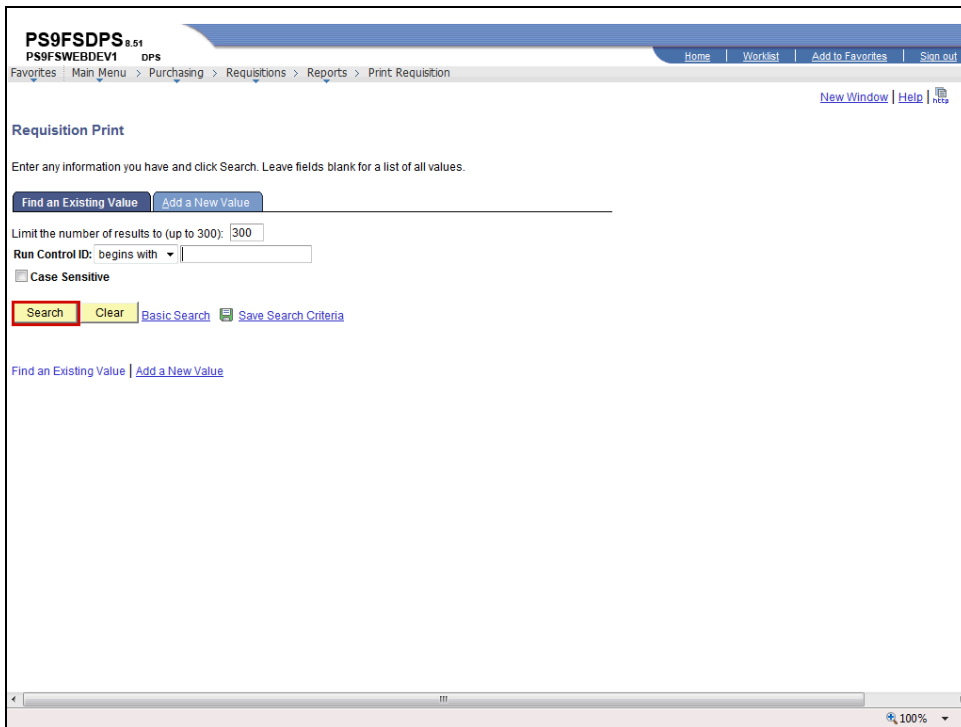 PS9FSDPS 8.51
PS9FSWEBDEV1 DPS
Home | Worklist | Add to Favorites | Sign out
Favorites Main Menu > Purchasing > Requisitions > Reports > Print Requisition
New Window | Help | http
Requisition Print
Enter any information you have and click Search. Leave fields blank for a list of all values.
Find an Existing Value Add a New Value
Limit the number of results to (up to 300): 300
Run Control ID: begins with
Case Sensitive
Search Clear Basic Search Save Search Criteria
Find an Existing Value | Add a New Value
100%